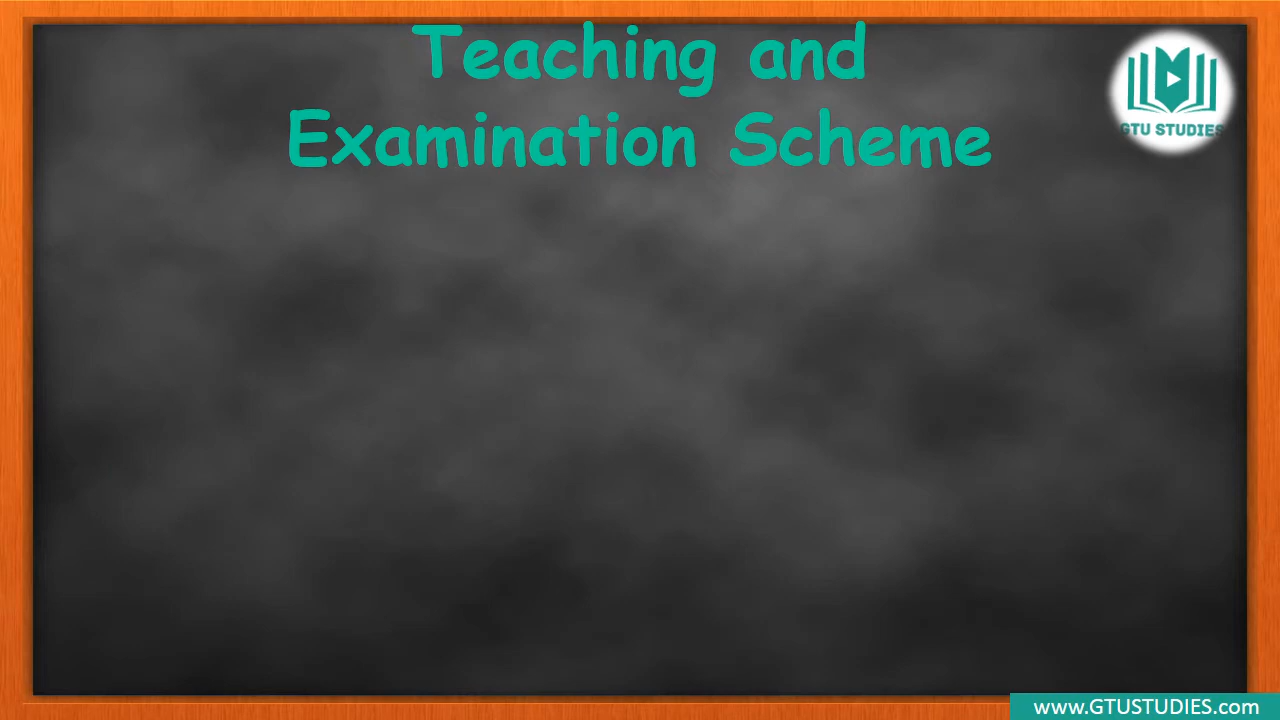 Teaching and
Examination Scheme
GTU STUDIES
www.GTUSTUDIES.com